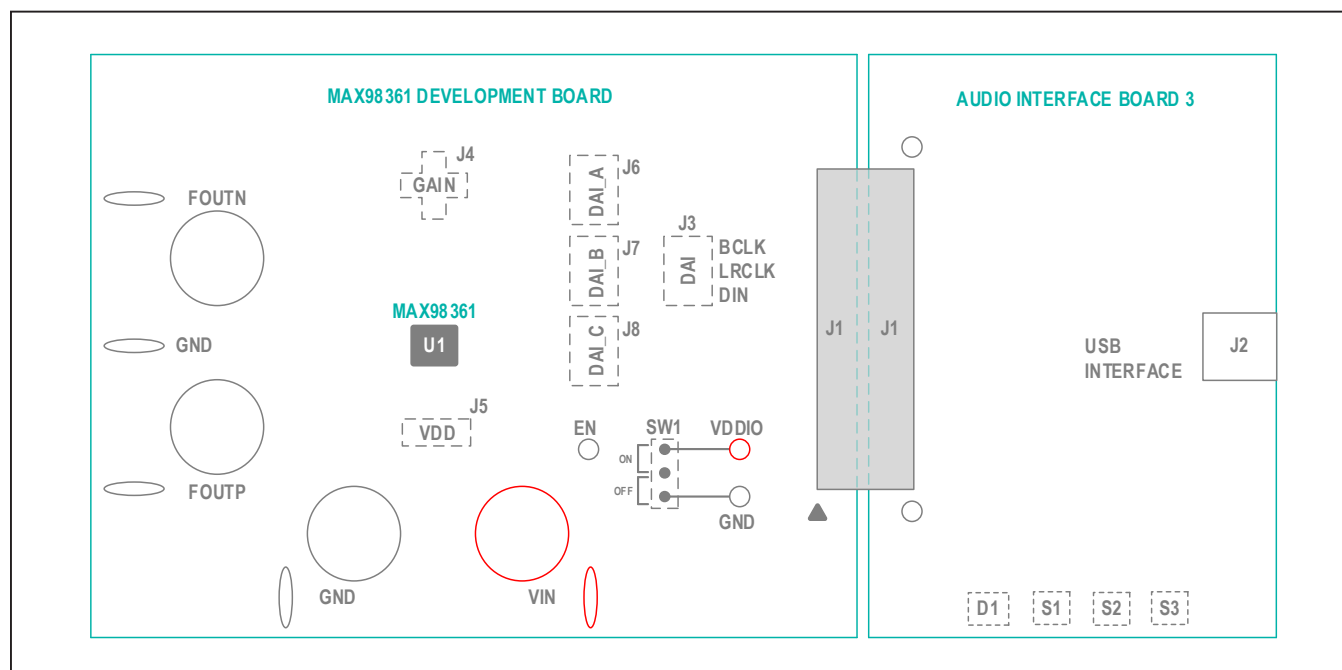 MAX98361 DEVELOPMENT BOARD
AUDIO INTERFACE BOARD 3
J4
GAIN
J6
DAI_A
FOUTN
J3
DAI
BCLK
LRCLK
DIN
J7
DAI_B
MAX98361
U1
GND
J8
DAI_C
J1
J1
USB
INTERFACE
J2
J5
VDD
EN
SW1
VDDIO
ON
OFF
FOUTP
GND
GND
VIN
D1
S1
S2
S3